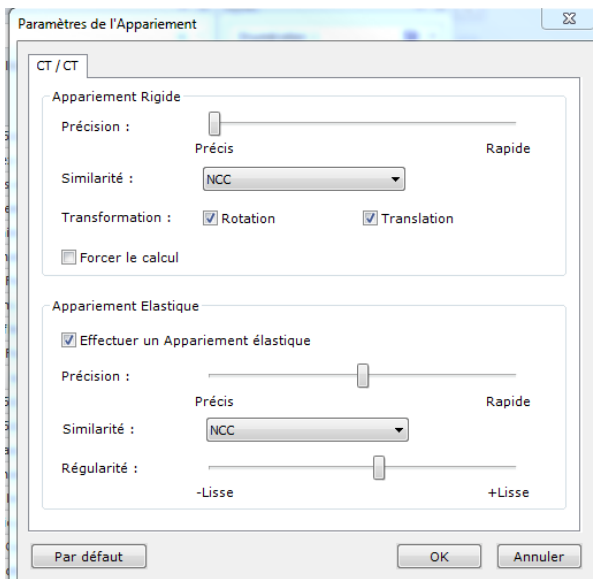 Paramètres de l'Appariement
CT / CT
Appariement Rigide
Précision :
Précis Rapide
Similarité : NCC
Transformation : Rotation Translation
Forcer le calcul
Appariement Elastique
Effectuer un Appariement élastique
Précision :
Précis Rapide
Similarité : NCC
Régularité :
-Lisse +Lisse
Par défaut OK Annuler